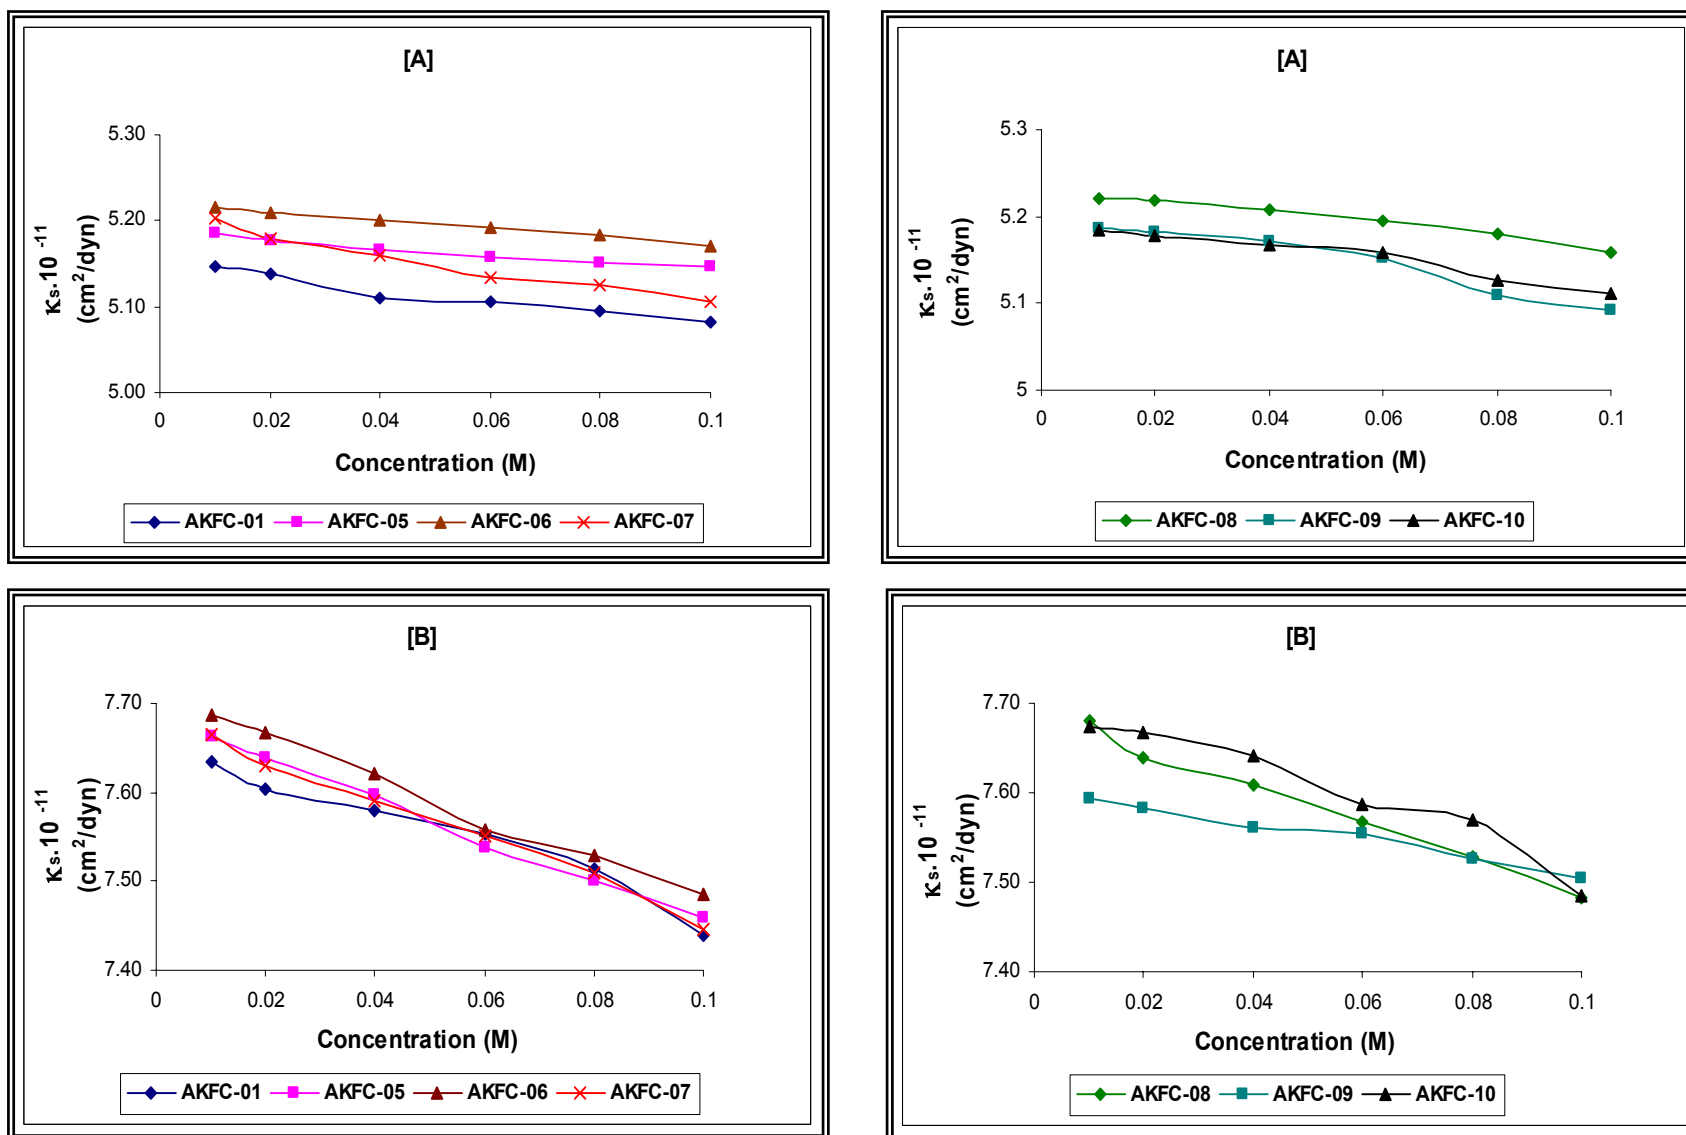 [A]
κs.10⁻¹¹
(cm²/dyn)
5.30
5.20
5.10
5.00
0 0.02 0.04 0.06 0.08 0.1
Concentration (M)
AKFC-01 AKFC-05 AKFC-06 AKFC-07
[A]
κs.10⁻¹¹
(cm²/dyn)
5.3
5.2
5.1
5
0 0.02 0.04 0.06 0.08 0.1
Concentration (M)
AKFC-08 AKFC-09 AKFC-10
[B]
κs.10⁻¹¹
(cm²/dyn)
7.70
7.60
7.50
7.40
0 0.02 0.04 0.06 0.08 0.1
Concentration (M)
AKFC-01 AKFC-05 AKFC-06 AKFC-07
[B]
κs.10⁻¹¹
(cm²/dyn)
7.70
7.60
7.50
7.40
0 0.02 0.04 0.06 0.08 0.1
Concentration (M)
AKFC-08 AKFC-09 AKFC-10